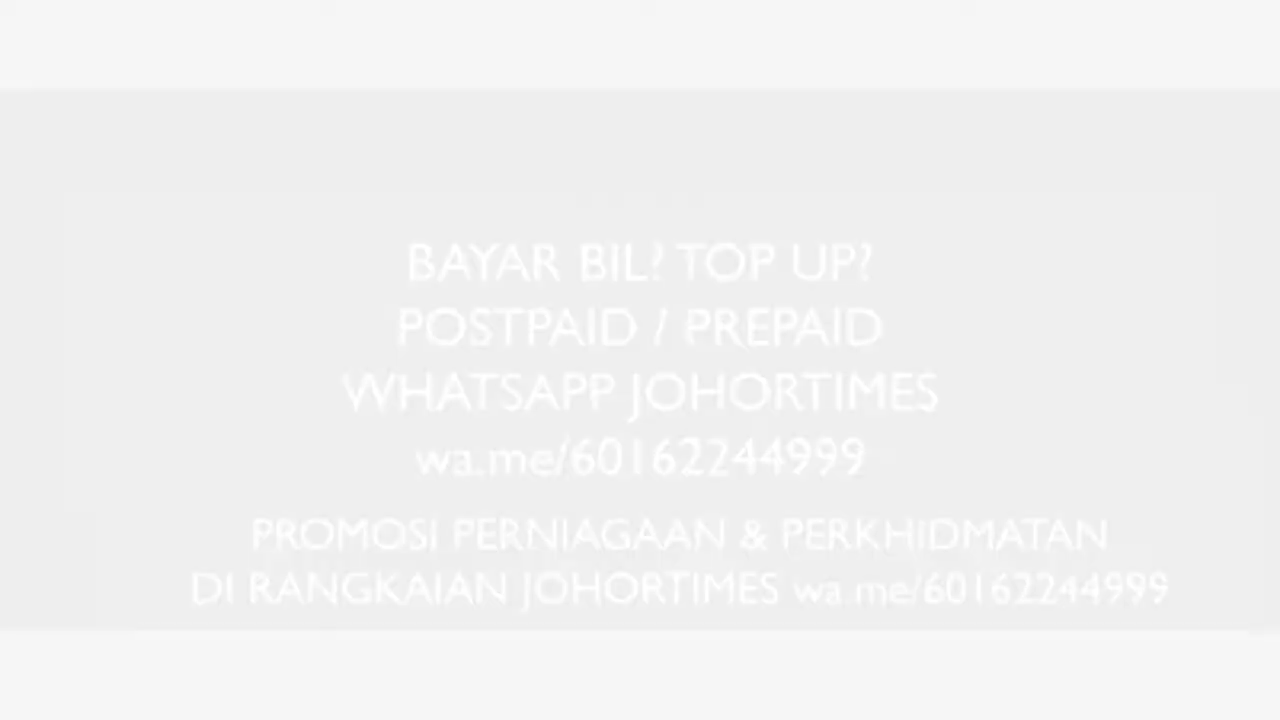 BAYAR BIL? TOP UP?
POSTPAID / PREPAID
WHATSAPP JOHORTIMES
wa.me/60162244999
PROMOSI PERNIAGAAN & PERKHIDMATAN
DI RANGKAIAN JOHORTIMES wa.me/60162244999